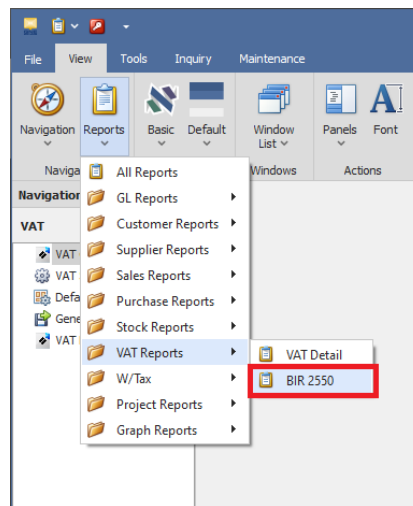 File View Tools Inquiry Maintenance
Navigation Reports Basic Default Window List Panels Font
Naviga Windows Actions
Navigation
VAT
VAT
VAT
Defa
Gene
VAT
All Reports
GL Reports
Customer Reports
Supplier Reports
Sales Reports
Purchase Reports
Stock Reports
VAT Reports
W/Tax
Project Reports
Graph Reports
VAT Detail
BIR 2550